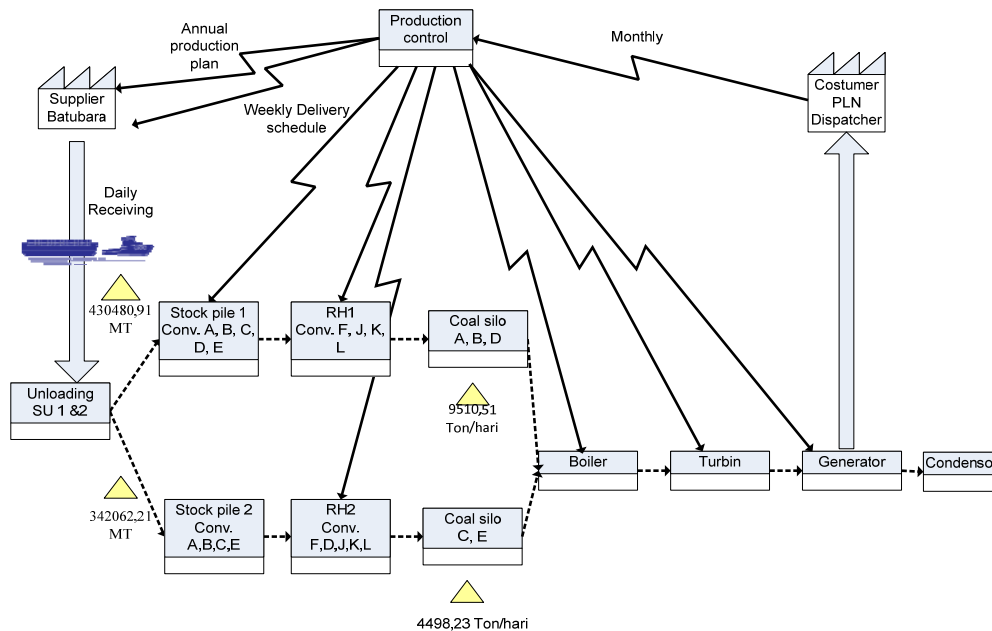 Production
control
Annual
production
plan
Monthly
Supplier
Batubara
Costumer
PLN
Dispatcher
Weekly Delivery
schedule
Daily
Receiving
430480,91
MT
Stock pile 1
Conv. A, B, C,
D, E
RH1
Conv. F, J, K,
L
Coal silo
A, B, D
Unloading
SU 1 &2
9510,51
Ton/hari
Boiler
Turbin
Generator
Condensor
342062,21
MT
Stock pile 2
Conv.
A,B,C,E
RH2
Conv.
F,D,J,K,L
Coal silo
C, E
4498,23 Ton/hari